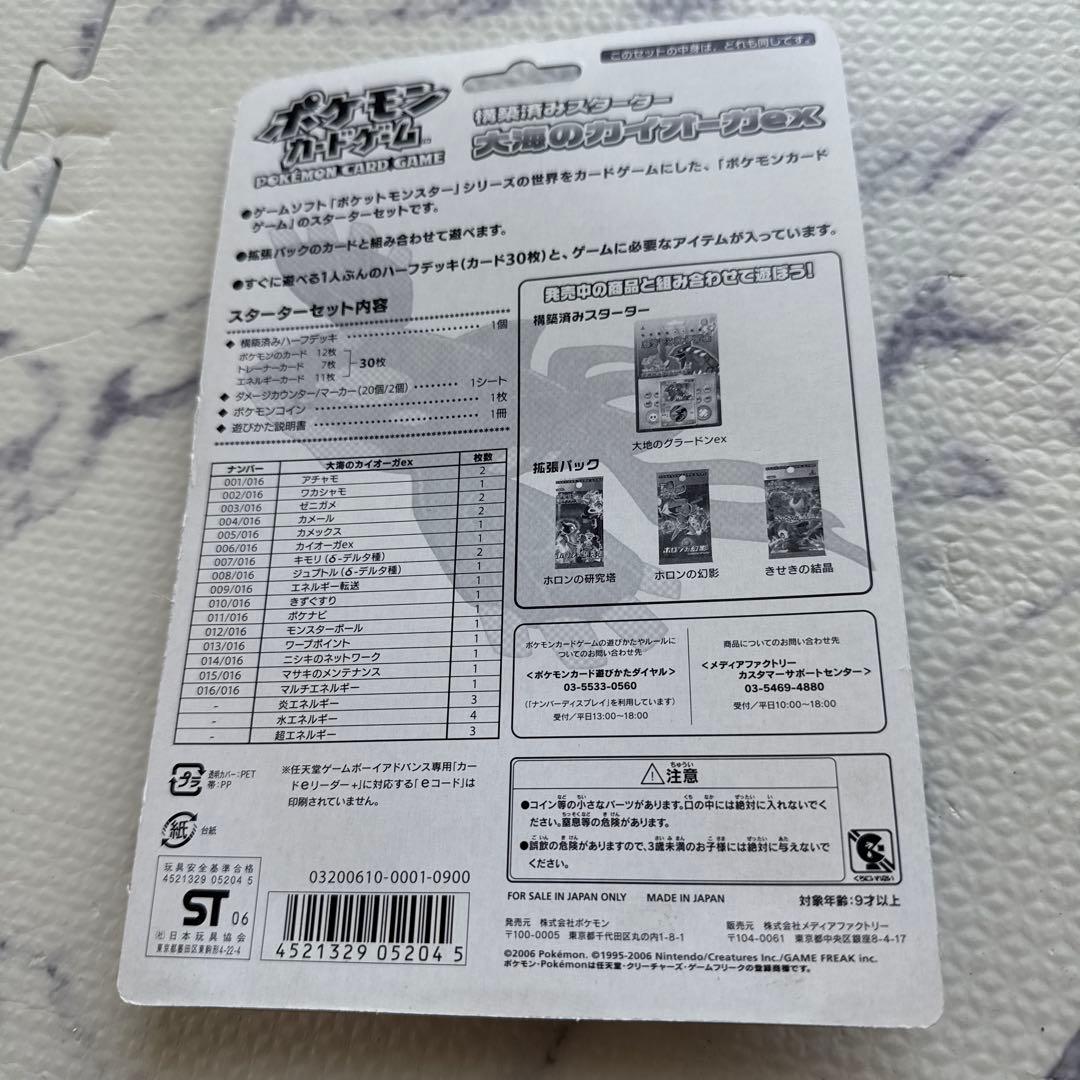 このセットの中身は、どれも同じです。
ポケモン
カードゲーム
POKÉMON CARD GAME
構築済みスターター
大海のカイオーガex
●ゲームソフト「ポケットモンスター」シリーズの世界をカードゲームにした、「ポケモンカード
ゲーム」のスターターセットです。
●拡張パックのカードと組み合わせて遊べます。
●すぐに遊べる1人ぶんのハーフデッキ(カード30枚)と、ゲームに必要なアイテムが入っています。
スターターセット内容
◆ 構築済みハーフデッキ ・・・・・・ 1個
ポケモンのカード 12枚
トレーナーカード 7枚
エネルギーカード 11枚
30枚
◆ ダメージカウンター/マーカー(20個/2個) ・・・・・・ 1シート
◆ ポケモンコイン ・・・・・・ 1枚
◆ 遊びかた説明書 ・・・・・・ 1冊
ナンバー 大海のカイオーガex 枚数
001/016 アチャモ 2
002/016 ワカシャモ 1
003/016 ゼニガメ 2
004/016 カメール 2
005/016 カメックス 1
006/016 カイオーガex 1
007/016 キモリ(δ-デルタ種) 2
008/016 ジュプトル(δ-デルタ種) 1
009/016 エネルギー転送 1
010/016 きずぐすり 1
011/016 ポケナビ 1
012/016 モンスターボール 1
013/016 ワープポイント 1
014/016 ニシキのネットワーク 1
015/016 マサキのメンテナンス 1
016/016 マルチエネルギー 1
- 炎エネルギー 3
- 水エネルギー 4
- 超エネルギー 3
発売中の商品と組み合わせて遊ぼう!
構築済みスターター
大地のグラードンex
拡張パック
ホロンの研究塔
ホロンの幻影
きせきの結晶
ポケモンカードゲームの遊びかたやルールに
ついてのお問い合わせ先
<ポケモンカード遊びかたダイヤル>
03-5533-0560
(「ナンバーディスプレイ」を利用しています)
受付/平日13:00~18:00
商品についてのお問い合わせ先
<メディアファクトリー
カスタマーサポートセンター>
03-5469-4880
受付/平日10:00~18:00
プラ
透明カバー:PET
帯:PP
※任天堂ゲームボーイアドバンス専用「カー
ドeリーダー+」に対応する「eコード」は
印刷されていません。
紙
台紙
注意
●コイン等の小さなパーツがあります。口の中には絶対に入れないでく
ださい。窒息等の危険があります。
●誤飲の危険がありますので、3歳未満のお子様には絶対に与えないで
ください。
くちにいれない
玩具安全基準合格
4521329 05204 5
ST 06
(社)日本玩具協会
東京都墨田区東駒形4-22-4
03200610-0001-0900
4521329 052045
FOR SALE IN JAPAN ONLY MADE IN JAPAN
対象年齢:9才以上
発売元 株式会社ポケモン
〒100-0005 東京都千代田区丸の内1-8-1
販売元 株式会社メディアファクトリー
〒104-0061 東京都中央区銀座8-4-17
©2006 Pokémon. ©1995-2006 Nintendo/Creatures Inc./GAME FREAK inc.
ポケモン・Pokémonは任天堂・クリーチャーズ・ゲームフリークの登録商標です。